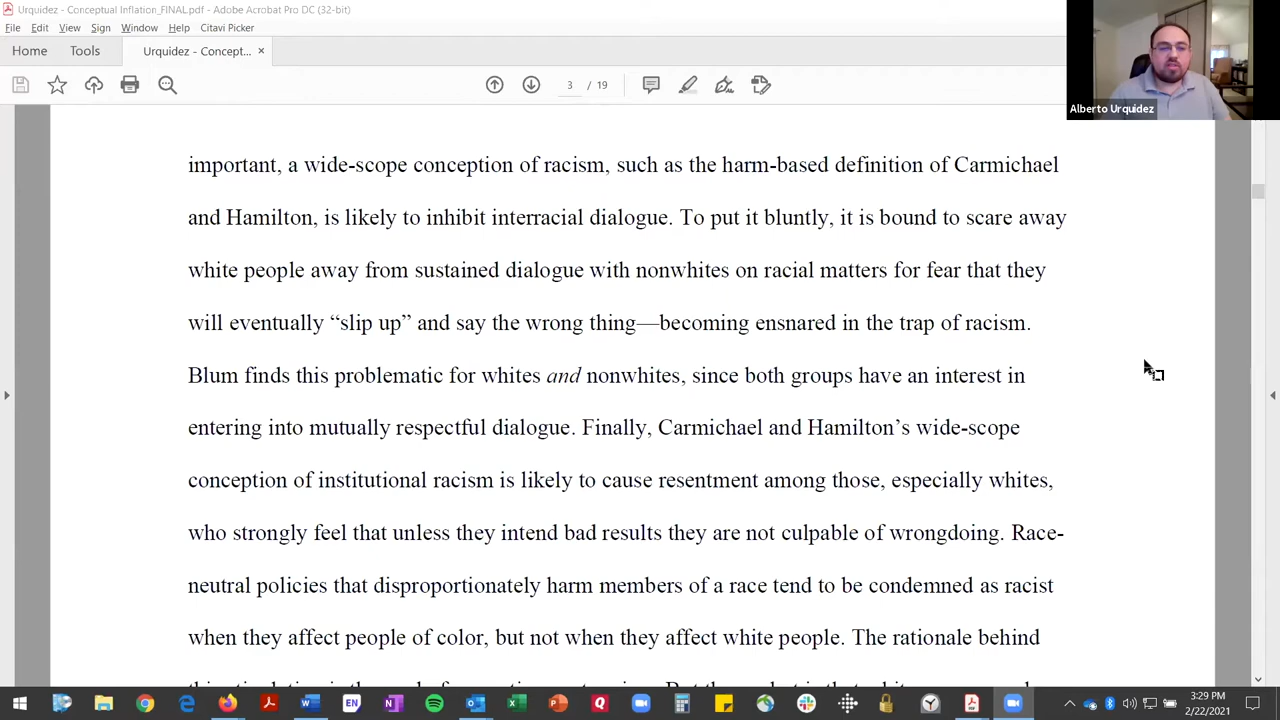 Urquidez - Conceptual Inflation_FINAL.pdf - Adobe Acrobat Pro DC (32-bit)
File Edit View Sign Window Help Citavi Picker
Home Tools Urquidez - Concept... ×
3 / 19
Alberto Urquidez
important, a wide-scope conception of racism, such as the harm-based definition of Carmichael
and Hamilton, is likely to inhibit interracial dialogue. To put it bluntly, it is bound to scare away
white people away from sustained dialogue with nonwhites on racial matters for fear that they
will eventually “slip up” and say the wrong thing—becoming ensnared in the trap of racism.
Blum finds this problematic for whites and nonwhites, since both groups have an interest in
entering into mutually respectful dialogue. Finally, Carmichael and Hamilton’s wide-scope
conception of institutional racism is likely to cause resentment among those, especially whites,
who strongly feel that unless they intend bad results they are not culpable of wrongdoing. Race-
neutral policies that disproportionately harm members of a race tend to be condemned as racist
when they affect people of color, but not when they affect white people. The rationale behind
EN
3:29 PM
2/22/2021